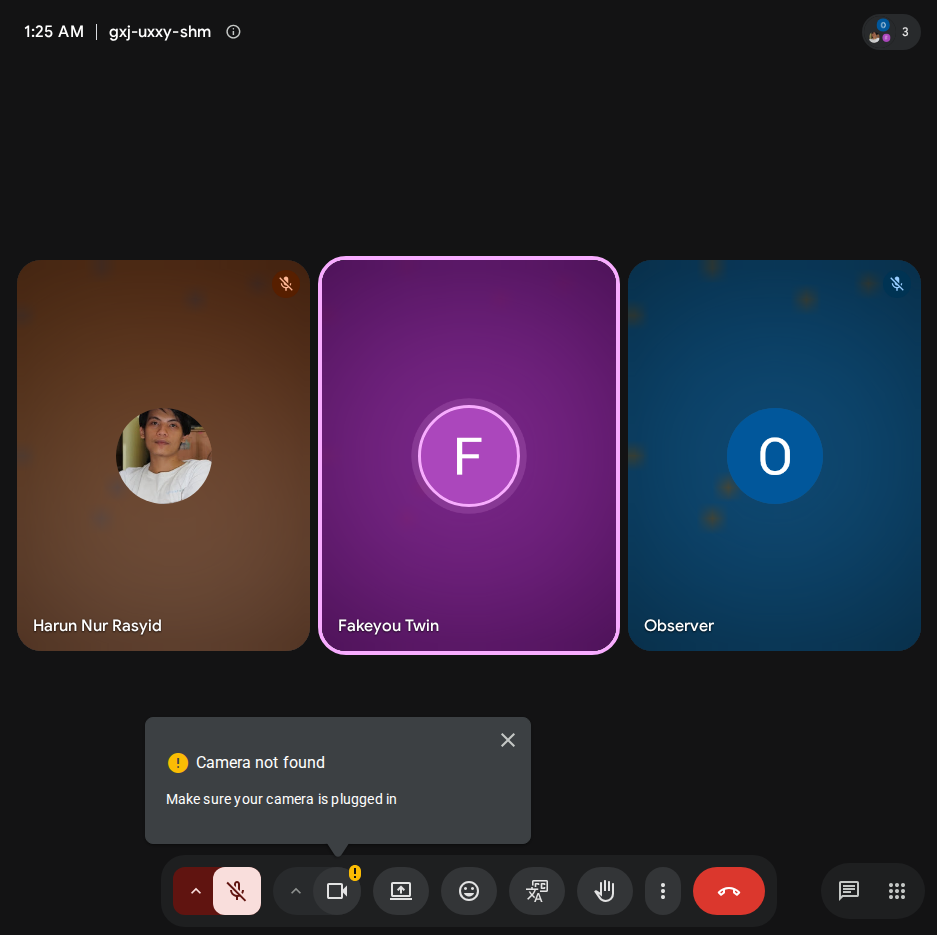 1:25 AM | gxj-uxxy-shm
3
F
O
Harun Nur Rasyid
Fakeyou Twin
Observer
Camera not found
Make sure your camera is plugged in